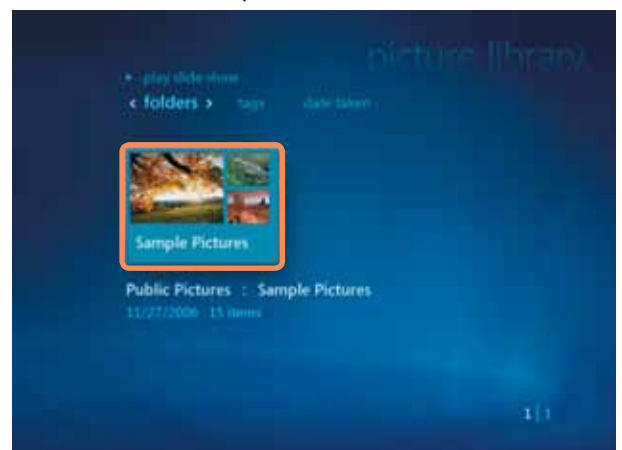 picture library
play slide show
< folders > tags date taken
Sample Pictures
Public Pictures : Sample Pictures
11/27/2006 15 items
1 | 1